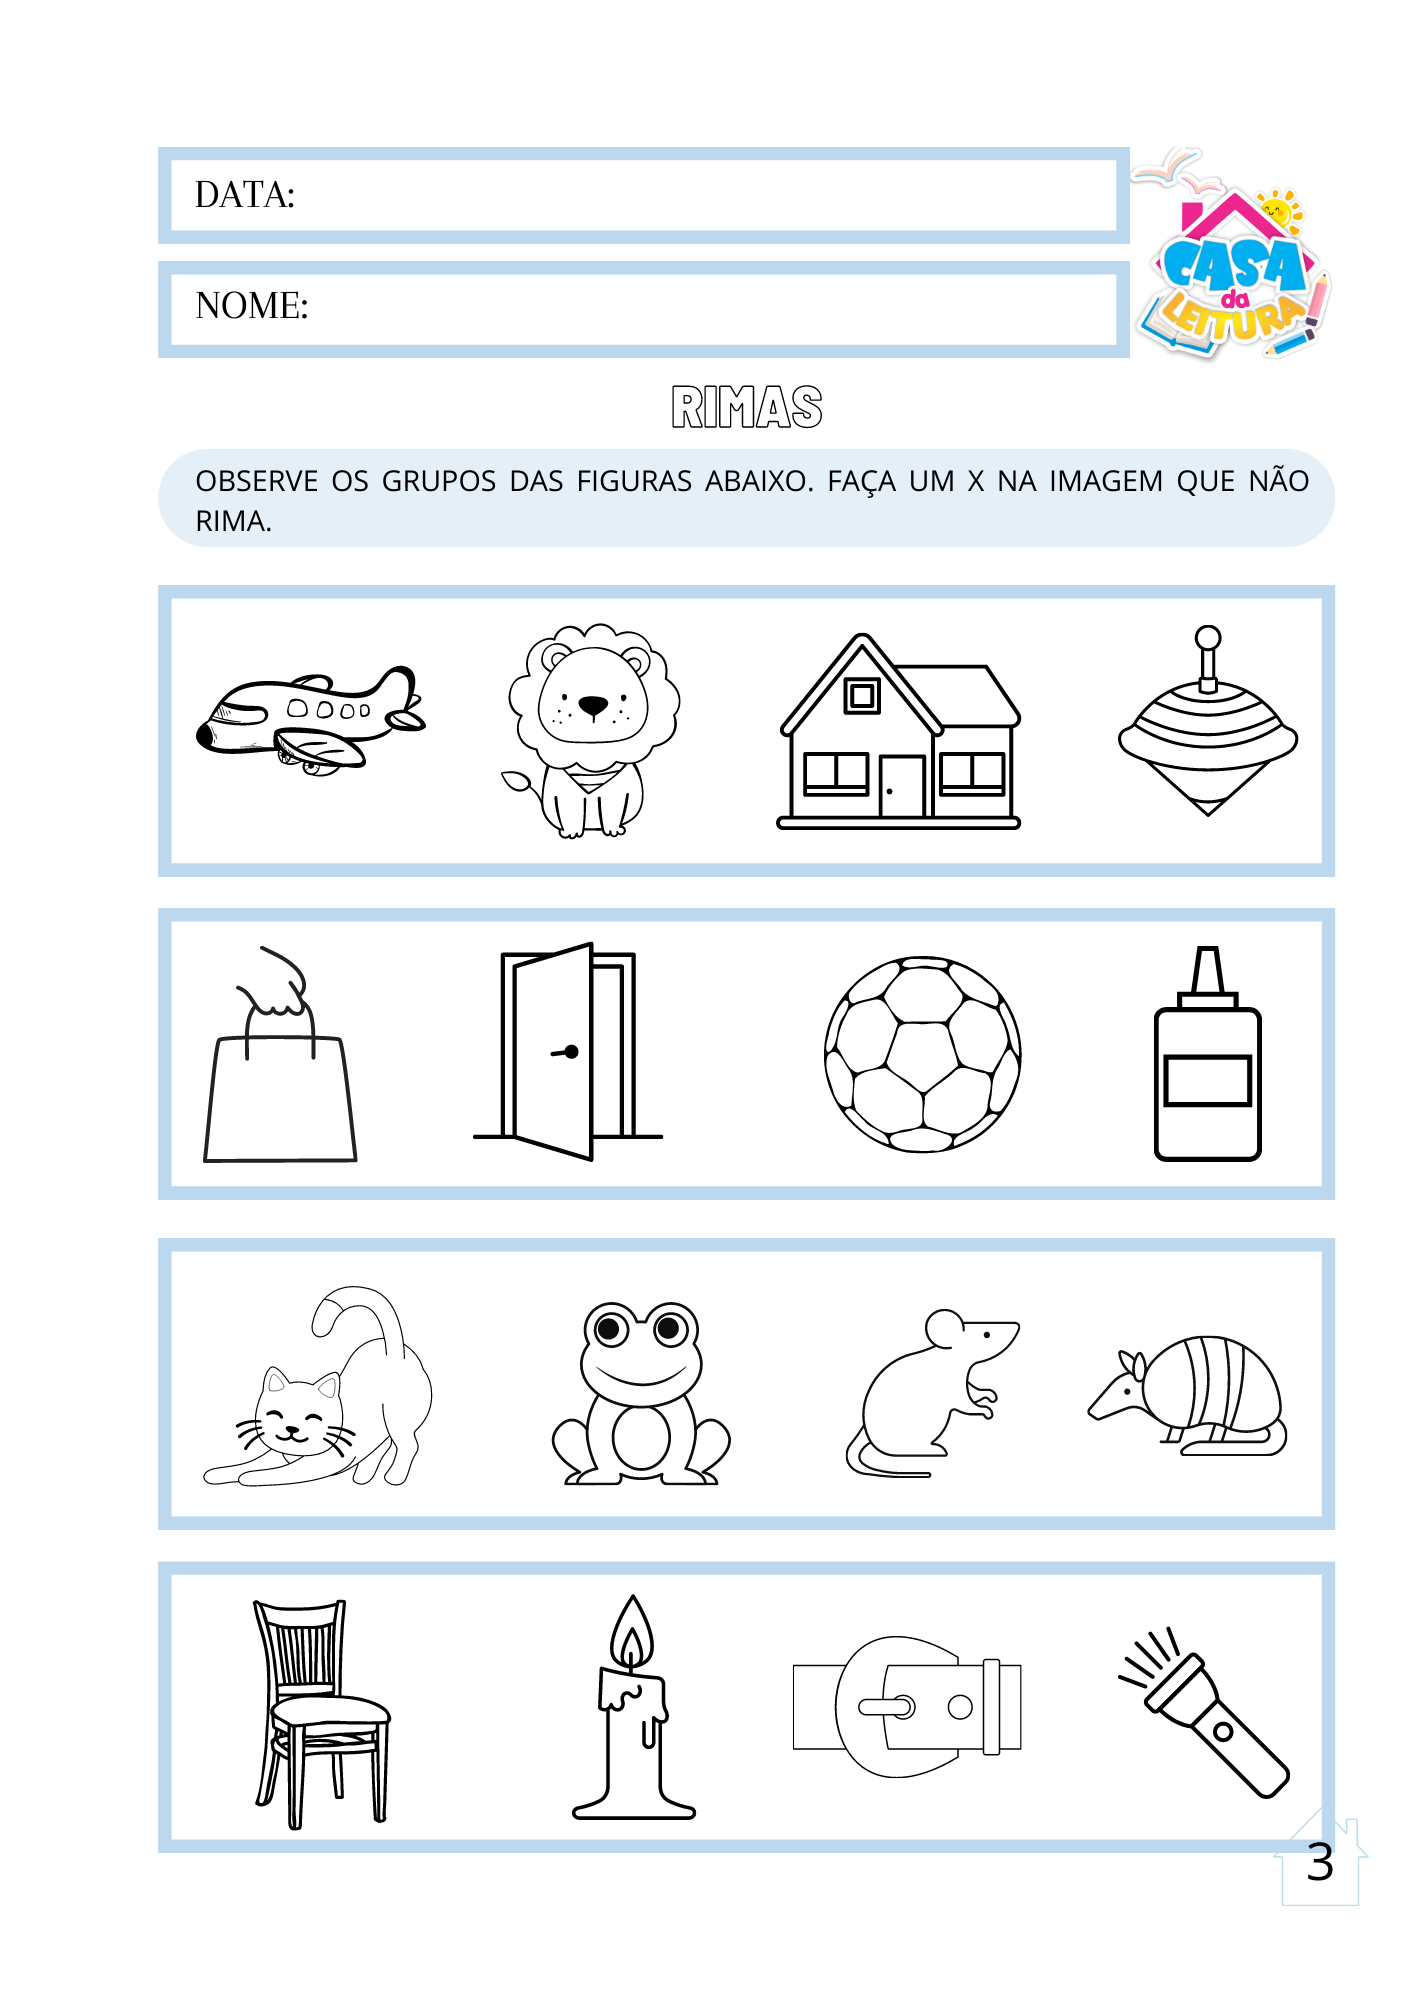 DATA:
NOME:
CASA
da
LEITURA
RIMAS
OBSERVE OS GRUPOS DAS FIGURAS ABAIXO. FAÇA UM X NA IMAGEM QUE NÃO
RIMA.
3